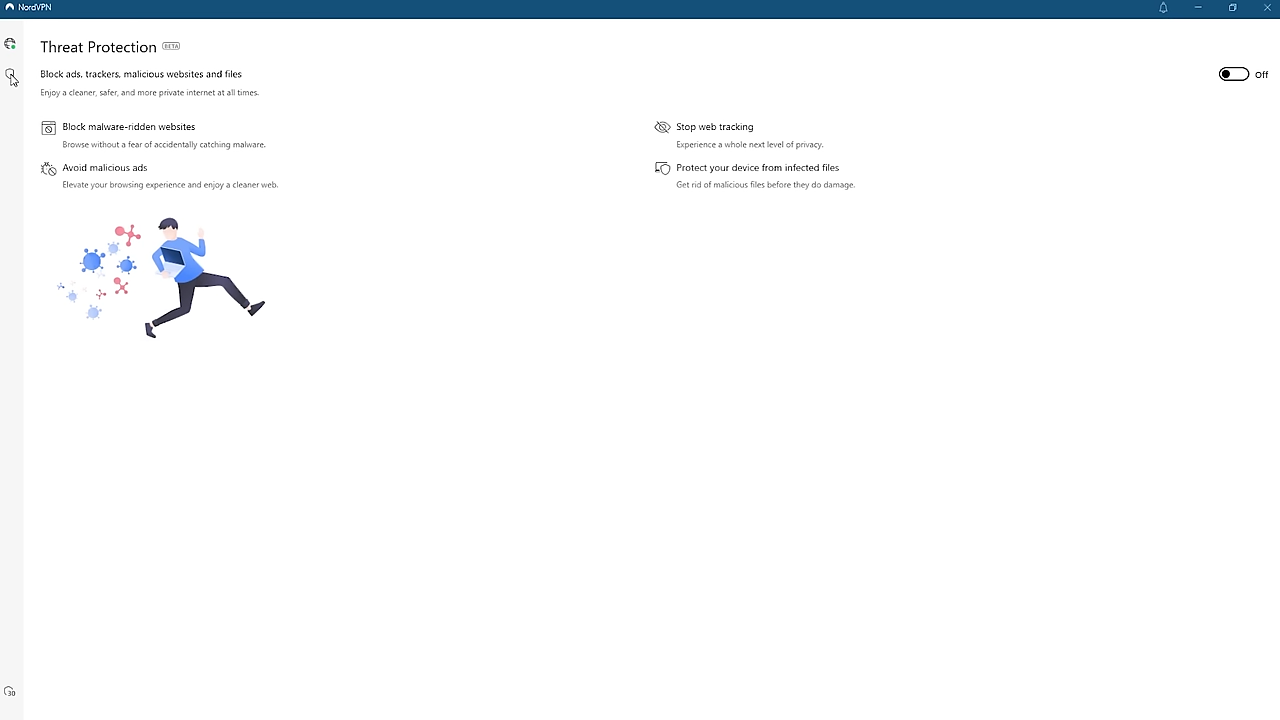 NordVPN
Threat Protection BETA
Block ads, trackers, malicious websites and files
Off
Enjoy a cleaner, safer, and more private internet at all times.
Block malware-ridden websites
Browse without a fear of accidentally catching malware.
Stop web tracking
Experience a whole next level of privacy.
Avoid malicious ads
Elevate your browsing experience and enjoy a cleaner web.
Protect your device from infected files
Get rid of malicious files before they do damage.
30